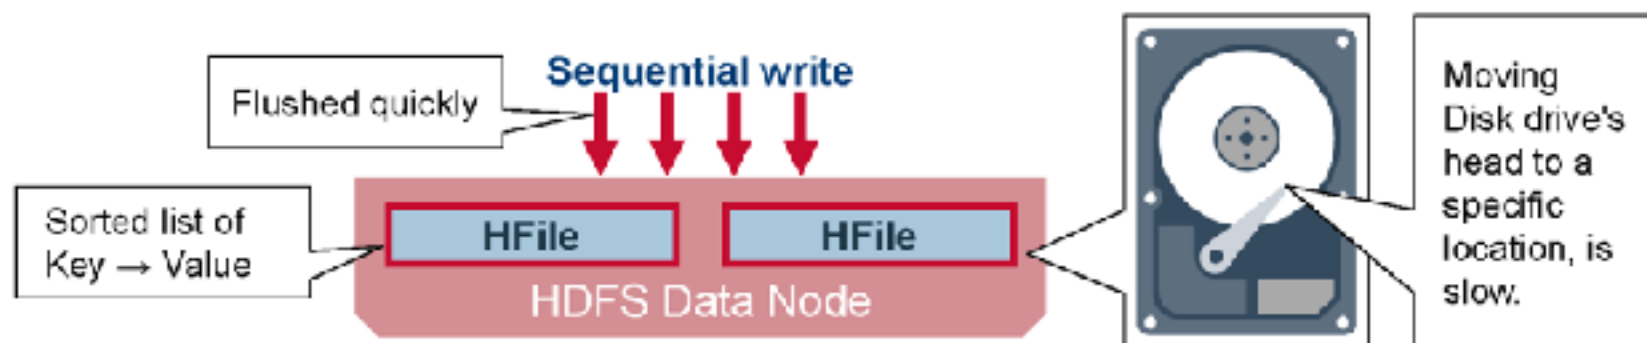 Flushed quickly
Sequential write
Sorted list of
Key → Value
HFile
HFile
HDFS Data Node
Moving
Disk drive's
head to a
specific
location, is
slow.